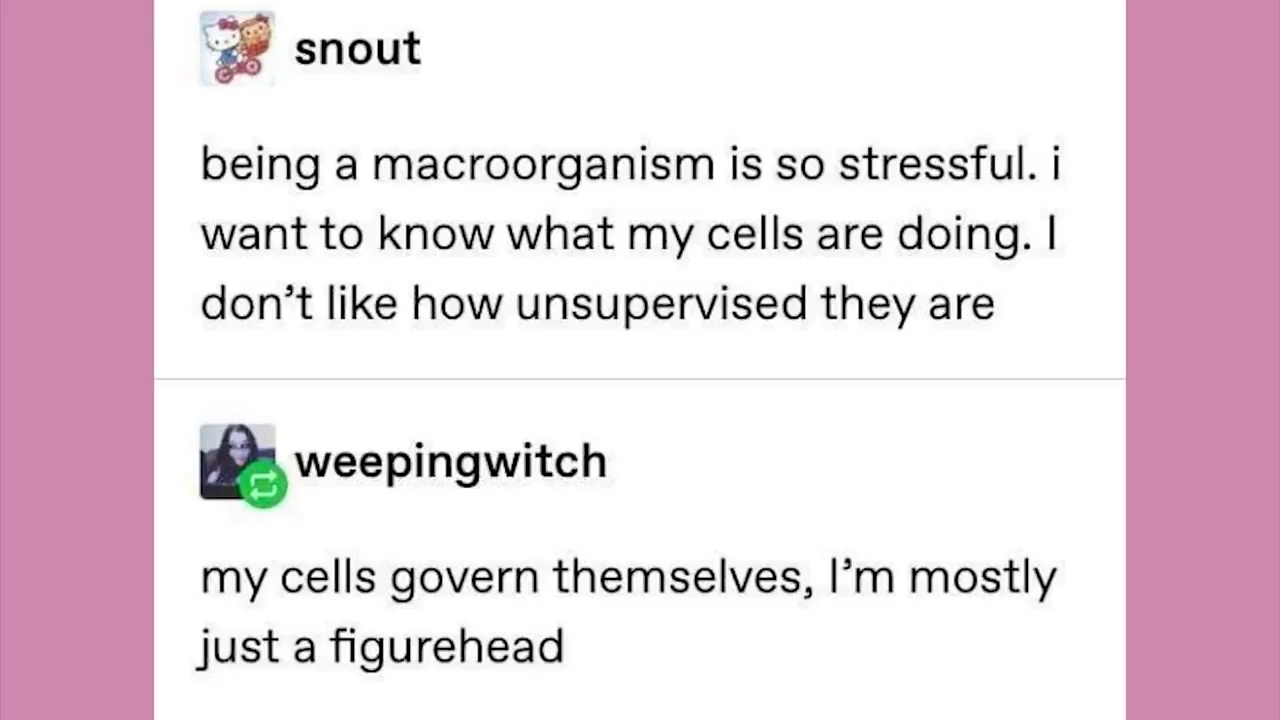 snout
being a macroorganism is so stressful. i
want to know what my cells are doing. I
don’t like how unsupervised they are
weepingwitch
my cells govern themselves, I’m mostly
just a figurehead